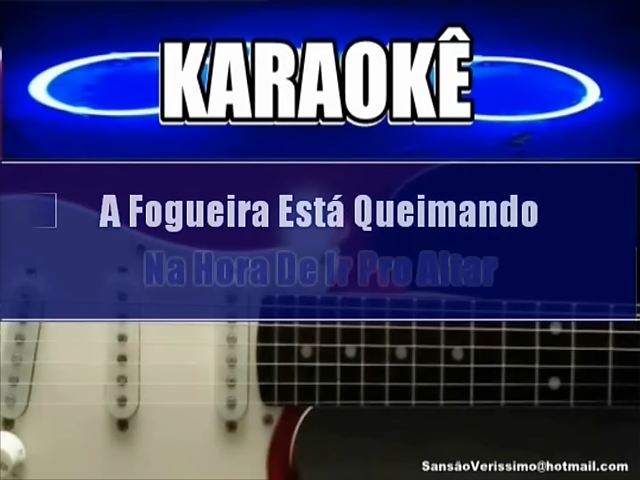 KARAOKÊ
A Fogueira Está Queimando
Na Hora De Ir Pro Altar
SansãoVerissimo@hotmail.com